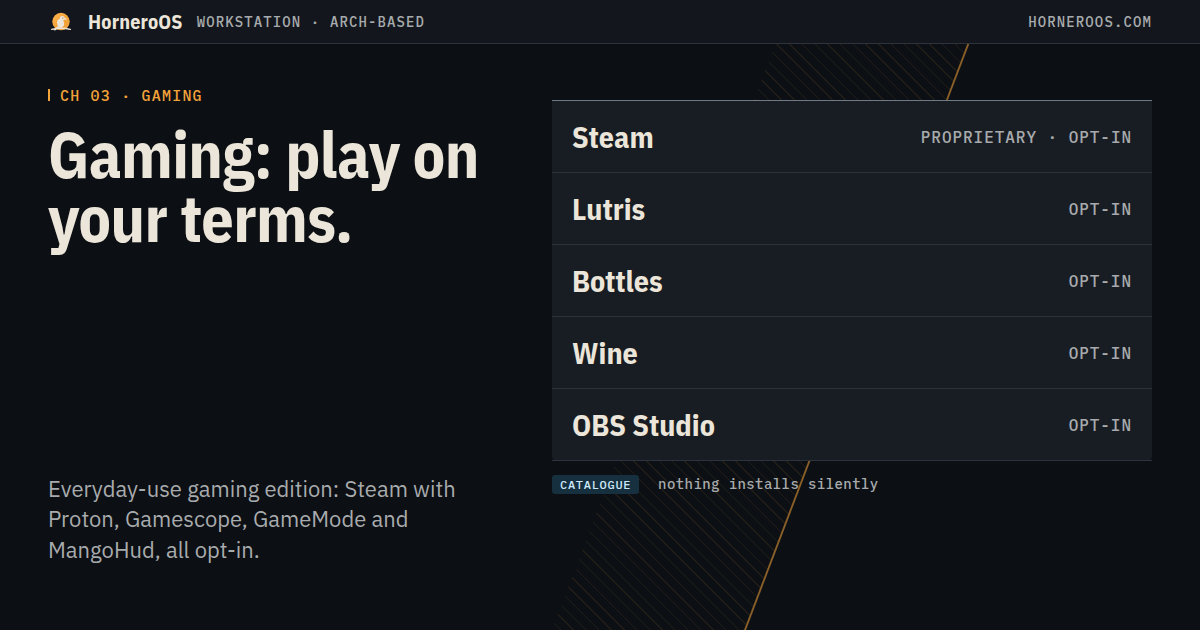 HorneroOS WORKSTATION · ARCH-BASED
HORNEROOS.COM
CH 03 · GAMING
Gaming: play on
your terms.
Everyday-use gaming edition: Steam with
Proton, Gamescope, GameMode and
MangoHud, all opt-in.
Steam PROPRIETARY · OPT-IN
Lutris OPT-IN
Bottles OPT-IN
Wine OPT-IN
OBS Studio OPT-IN
CATALOGUE nothing installs silently